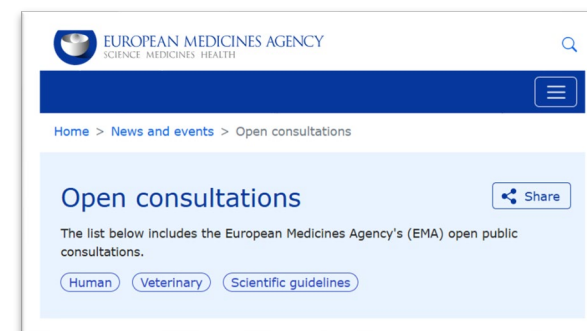 EUROPEAN MEDICINES AGENCY
SCIENCE MEDICINES HEALTH
Home > News and events > Open consultations
Open consultations
Share
The list below includes the European Medicines Agency's (EMA) open public
consultations.
Human Veterinary Scientific guidelines